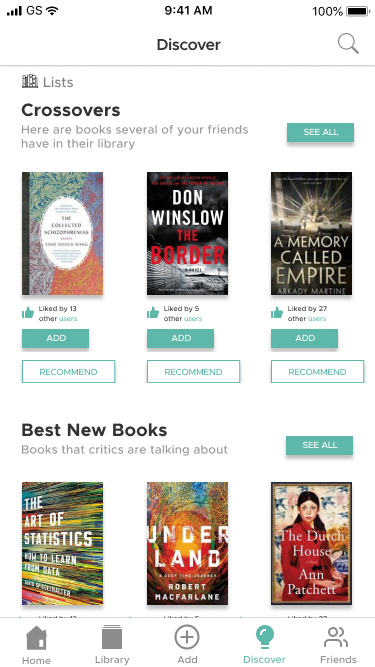 GS
9:41 AM
100%
Discover
Lists
Crossovers
Here are books several of your friends
have in their library
SEE ALL
THE
COLLECTED
SCHIZOPHRENIAS
ESSAYS
ESMÉ WEIJUN WANG
DON
WINSLOW
THE
BORDER
A NOVEL
A MEMORY
CALLED
EMPIRE
ARKADY MARTINE
Liked by 13
other users
Liked by 5
other users
Liked by 27
other users
ADD
ADD
ADD
RECOMMEND
RECOMMEND
RECOMMEND
Best New Books
Books that critics are talking about
SEE ALL
THE
ART OF
STATISTICS
HOW TO LEARN
FROM DATA
DAVID SPIEGELHALTER
UNDER
LAND
A DEEP TIME JOURNEY
ROBERT
MACFARLANE
The Dutch
House
Ann
Patchett
Home
Library
Add
Discover
Friends